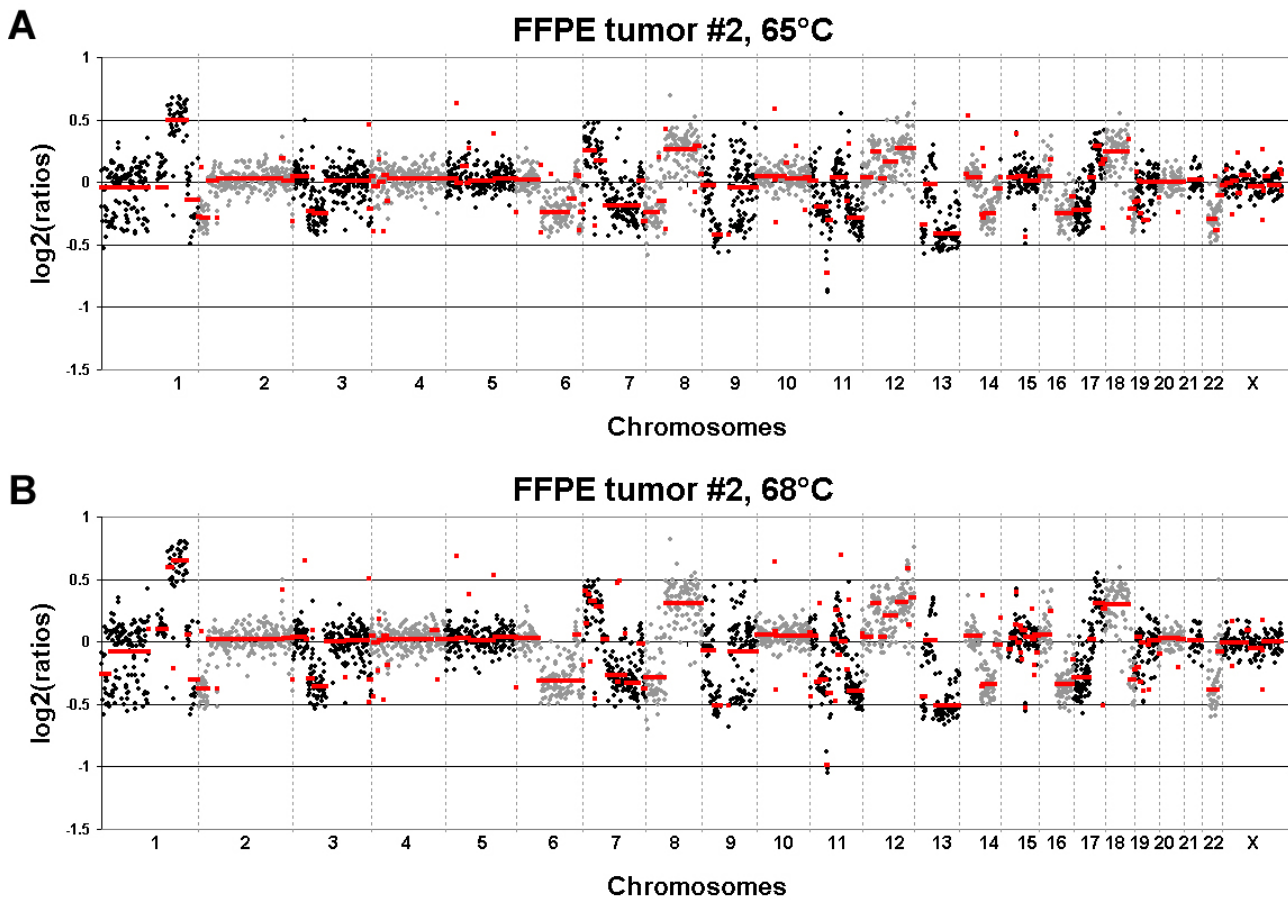 A
FFPE tumor #2, 65°C
log2(ratios)
1
0.5
0
-0.5
-1
-1.5
1 2 3 4 5 6 7 8 9 10 11 12 13 14 15 16 17 18 19 20 21 22 X
Chromosomes
B
FFPE tumor #2, 68°C
log2(ratios)
1
0.5
0
-0.5
-1
-1.5
1 2 3 4 5 6 7 8 9 10 11 12 13 14 15 16 17 18 19 20 21 22 X
Chromosomes